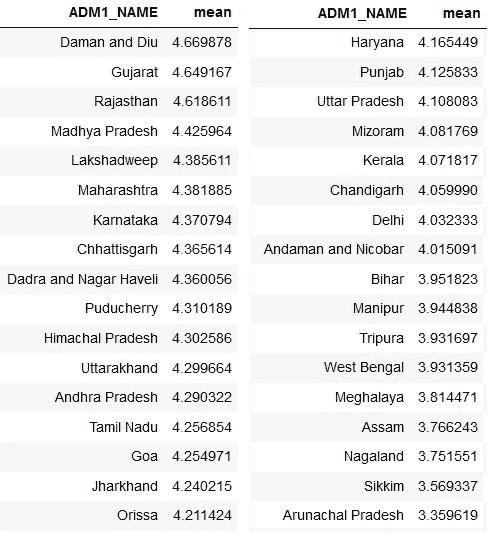 ADM1_NAME mean
Daman and Diu 4.669878
Gujarat 4.649167
Rajasthan 4.618611
Madhya Pradesh 4.425964
Lakshadweep 4.385611
Maharashtra 4.381885
Karnataka 4.370794
Chhattisgarh 4.365614
Dadra and Nagar Haveli 4.360056
Puducherry 4.310189
Himachal Pradesh 4.302586
Uttarakhand 4.299664
Andhra Pradesh 4.290322
Tamil Nadu 4.256854
Goa 4.254971
Jharkhand 4.240215
Orissa 4.211424
ADM1_NAME mean
Haryana 4.165449
Punjab 4.125833
Uttar Pradesh 4.108083
Mizoram 4.081769
Kerala 4.071817
Chandigarh 4.059990
Delhi 4.032333
Andaman and Nicobar 4.015091
Bihar 3.951823
Manipur 3.944838
Tripura 3.931697
West Bengal 3.931359
Meghalaya 3.814471
Assam 3.766243
Nagaland 3.751551
Sikkim 3.569337
Arunachal Pradesh 3.359619